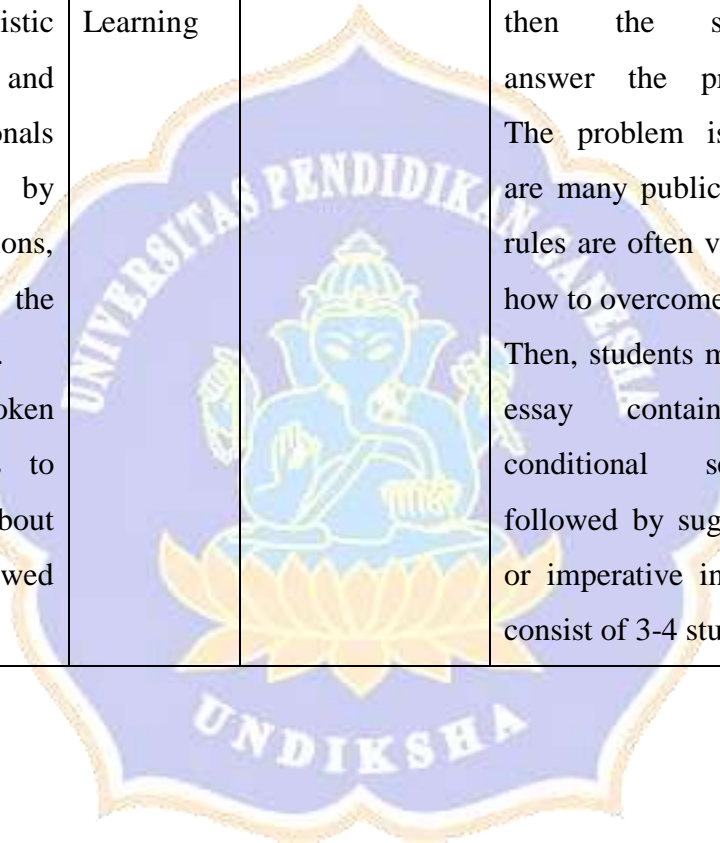 istic
and
onals
by
ons,
the
.
oken
to
bout
wed
Learning
then the s
answer the pr
The problem is
are many public
rules are often v
how to overcome
Then, students m
essay contain
conditional se
followed by sug
or imperative in
consist of 3-4 stu
UNIVERSITAS PENDIDIKAN GANESHA
UNDIKSHA